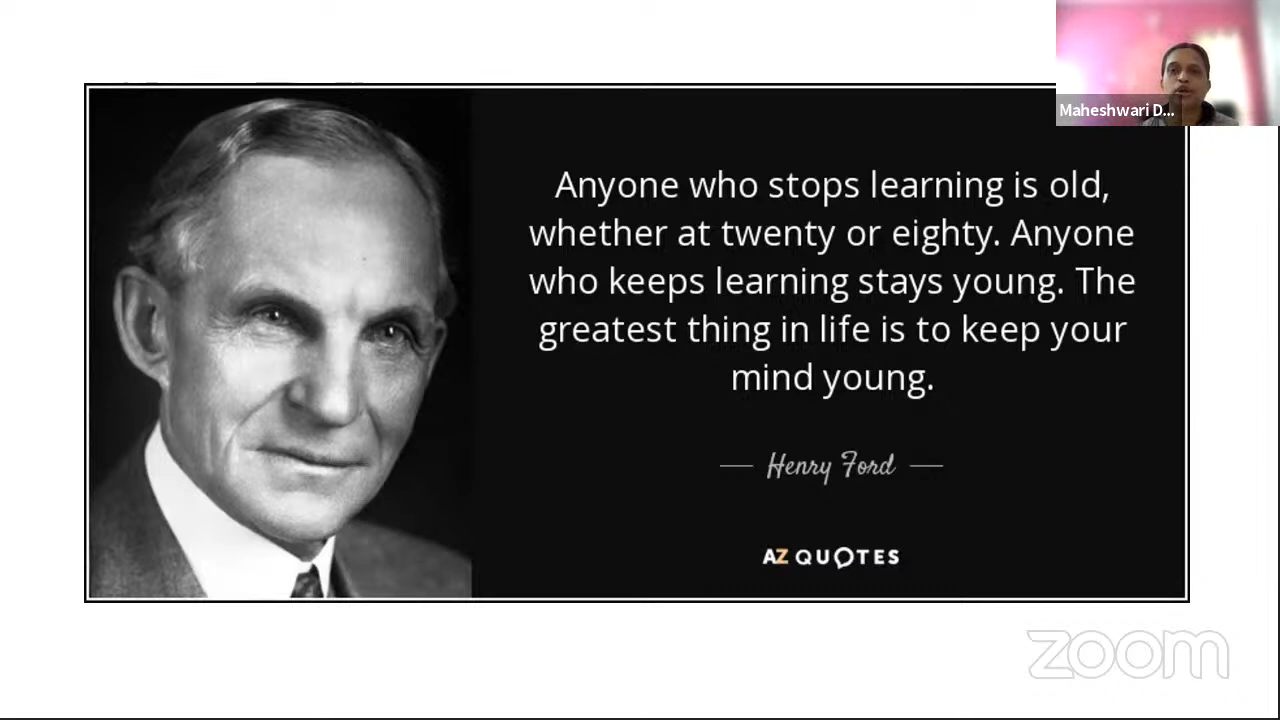 Maheshwari D...
Anyone who stops learning is old,
whether at twenty or eighty. Anyone
who keeps learning stays young. The
greatest thing in life is to keep your
mind young.
Henry Ford
AZ QUOTES
zoom